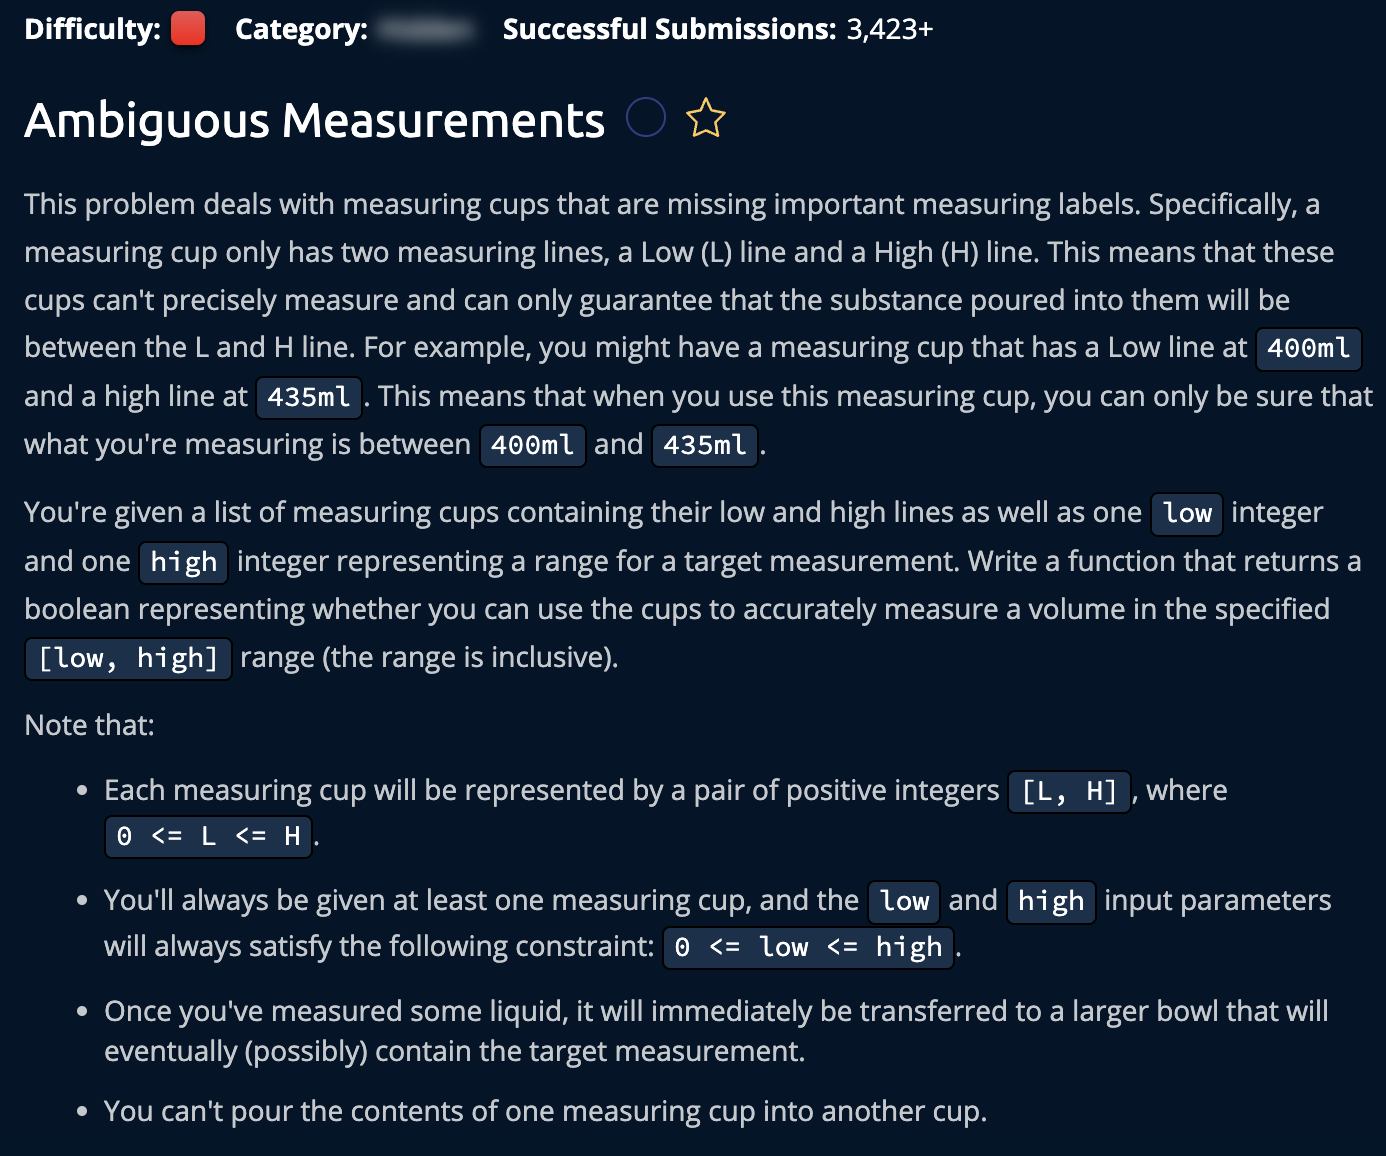 Difficulty: Category: Successful Submissions: 3,423+
Ambiguous Measurements
This problem deals with measuring cups that are missing important measuring labels. Specifically, a
measuring cup only has two measuring lines, a Low (L) line and a High (H) line. This means that these
cups can't precisely measure and can only guarantee that the substance poured into them will be
between the L and H line. For example, you might have a measuring cup that has a Low line at 400ml
and a high line at 435ml. This means that when you use this measuring cup, you can only be sure that
what you're measuring is between 400ml and 435ml.
You're given a list of measuring cups containing their low and high lines as well as one low integer
and one high integer representing a range for a target measurement. Write a function that returns a
boolean representing whether you can use the cups to accurately measure a volume in the specified
[low, high] range (the range is inclusive).
Note that:
• Each measuring cup will be represented by a pair of positive integers [L, H], where
0 <= L <= H.
• You'll always be given at least one measuring cup, and the low and high input parameters
will always satisfy the following constraint: 0 <= low <= high.
• Once you've measured some liquid, it will immediately be transferred to a larger bowl that will
eventually (possibly) contain the target measurement.
• You can't pour the contents of one measuring cup into another cup.